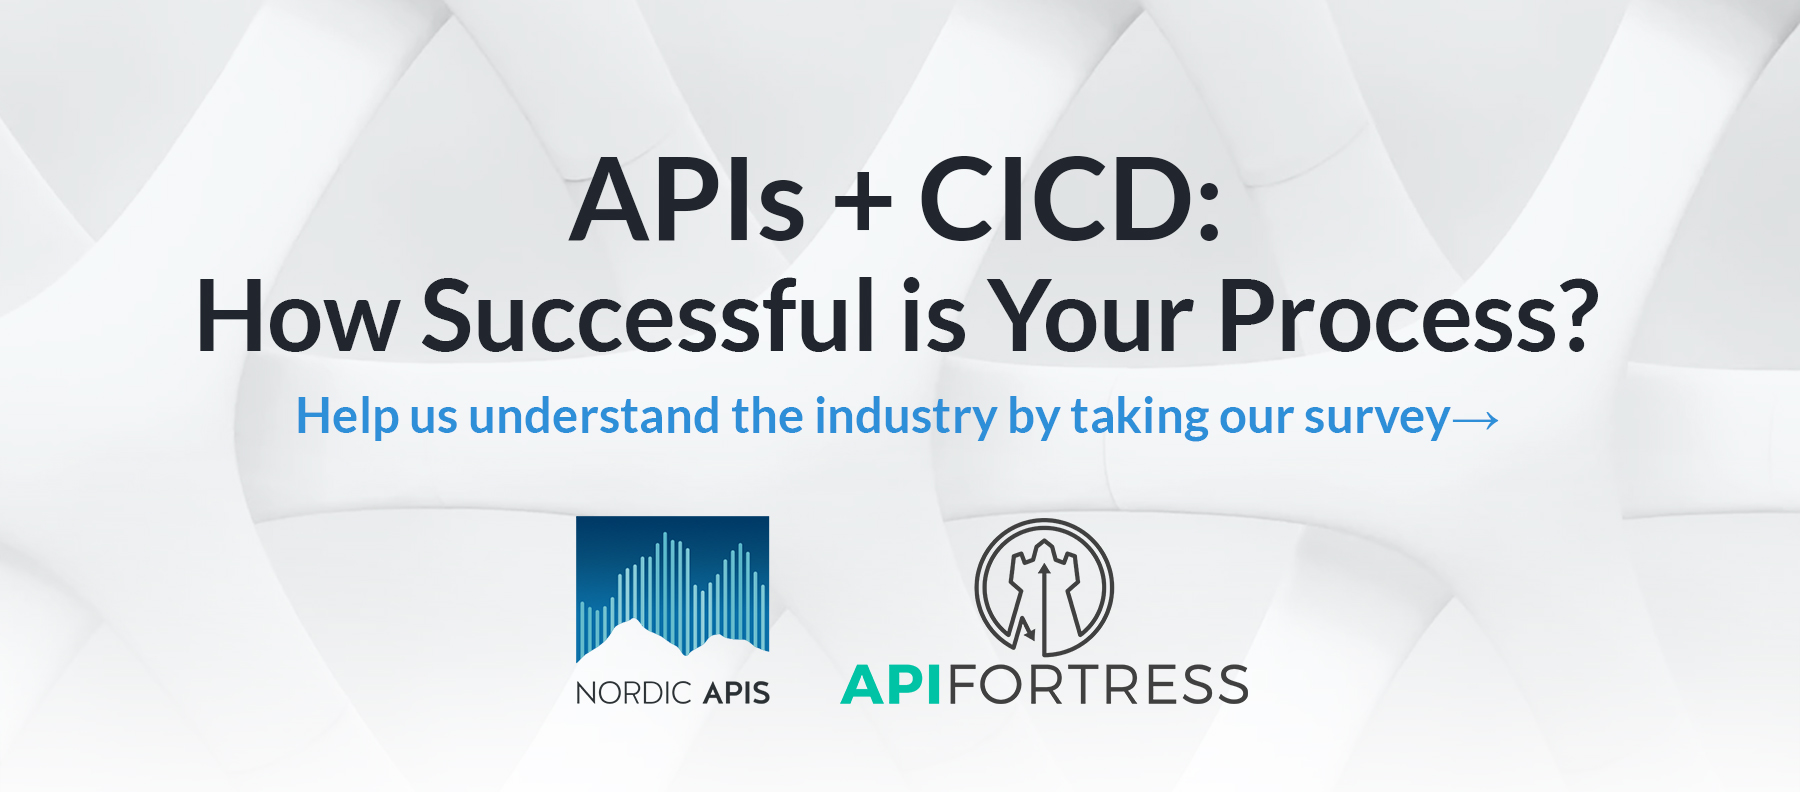 APIs + CICD:
How Successful is Your Process?
Help us understand the industry by taking our survey→
NORDIC APIS
APIFORTRESS